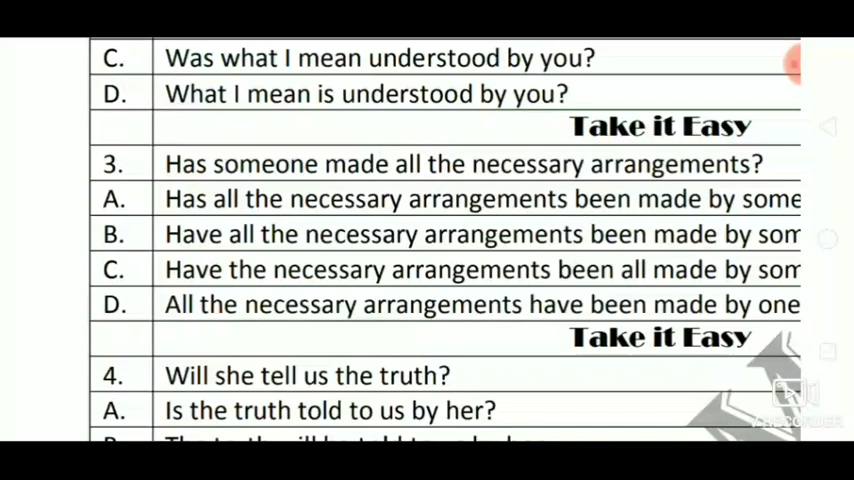 C. Was what I mean understood by you?
D. What I mean is understood by you?
Take it Easy
3. Has someone made all the necessary arrangements?
A. Has all the necessary arrangements been made by some
B. Have all the necessary arrangements been made by som
C. Have the necessary arrangements been all made by som
D. All the necessary arrangements have been made by one
Take it Easy
4. Will she tell us the truth?
A. Is the truth told to us by her?